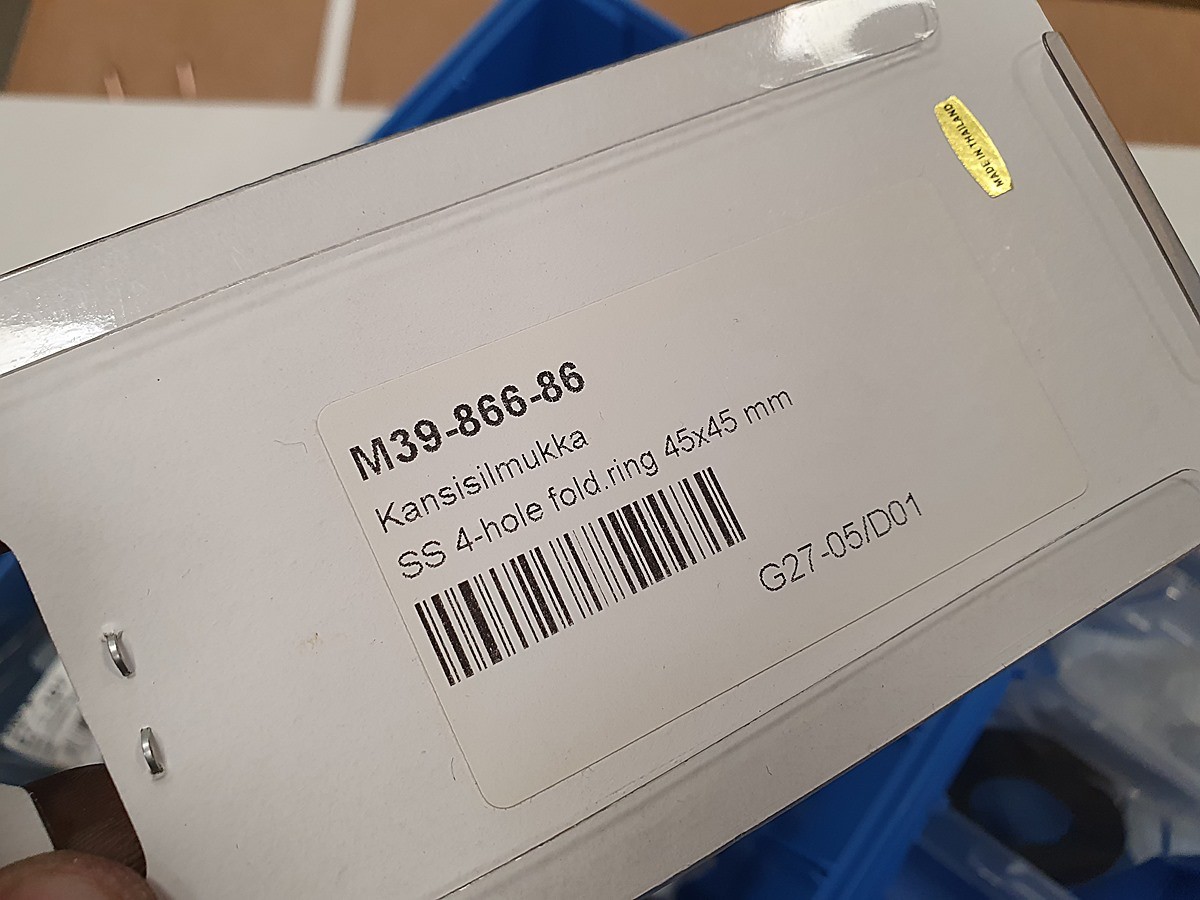 MADE IN THAILAND
M39-866-86
Kansisilmukka
SS 4-hole fold.ring 45x45 mm
G27-05/D01